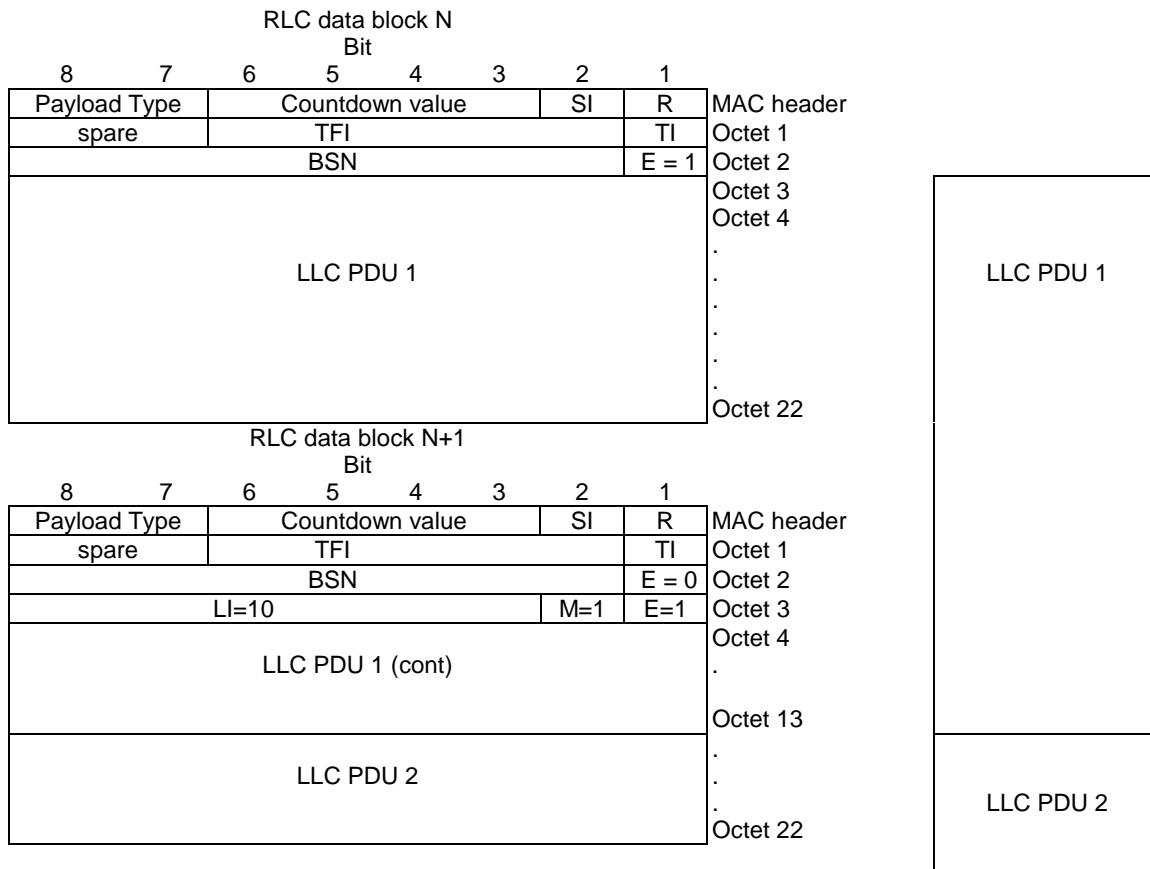 RLC data block N
Bit
8 7 6 5 4 3 2 1
Payload Type Countdown value SI R MAC header
spare TFI TI Octet 1
BSN E = 1 Octet 2
Octet 3
Octet 4
.
LLC PDU 1 . LLC PDU 1
.
.
.
.
Octet 22
RLC data block N+1
Bit
8 7 6 5 4 3 2 1
Payload Type Countdown value SI R MAC header
spare TFI TI Octet 1
BSN E = 0 Octet 2
LI=10 M=1 E=1 Octet 3
Octet 4
LLC PDU 1 (cont) .
Octet 13
.
LLC PDU 2 .
. LLC PDU 2
Octet 22